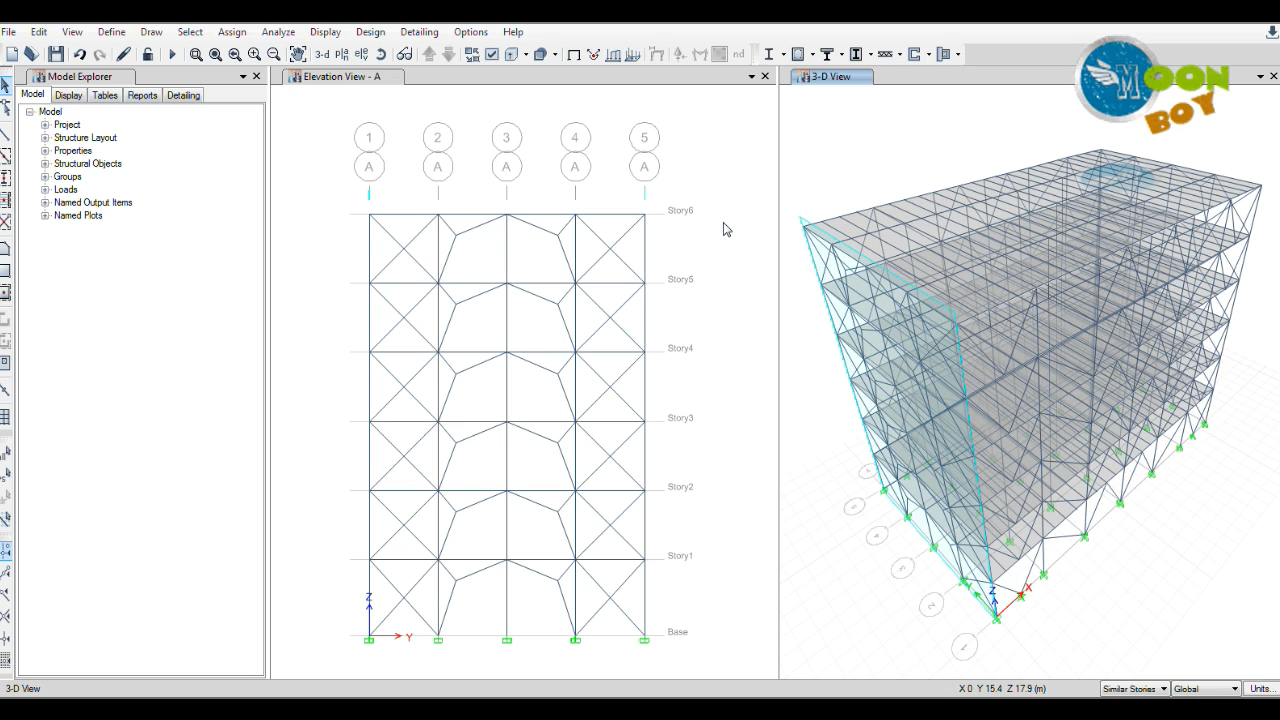 File Edit View Define Draw Select Assign Analyze Display Design Detailing Options Help
3-d nd
Model Explorer
Elevation View - A
3-D View
MOON
BOY
Model Display Tables Reports Detailing
Model
Project
Structure Layout
Properties
Structural Objects
Groups
Loads
Named Output Items
Named Plots
1 2 3 4 5
A A A A A
Story6
Story5
Story4
Story3
Story2
Story1
Base
Z
Y
Z
Y
X
3-D View
X 0 Y 15.4 Z 17.9 (m)
Similar Stories
Global
Units...